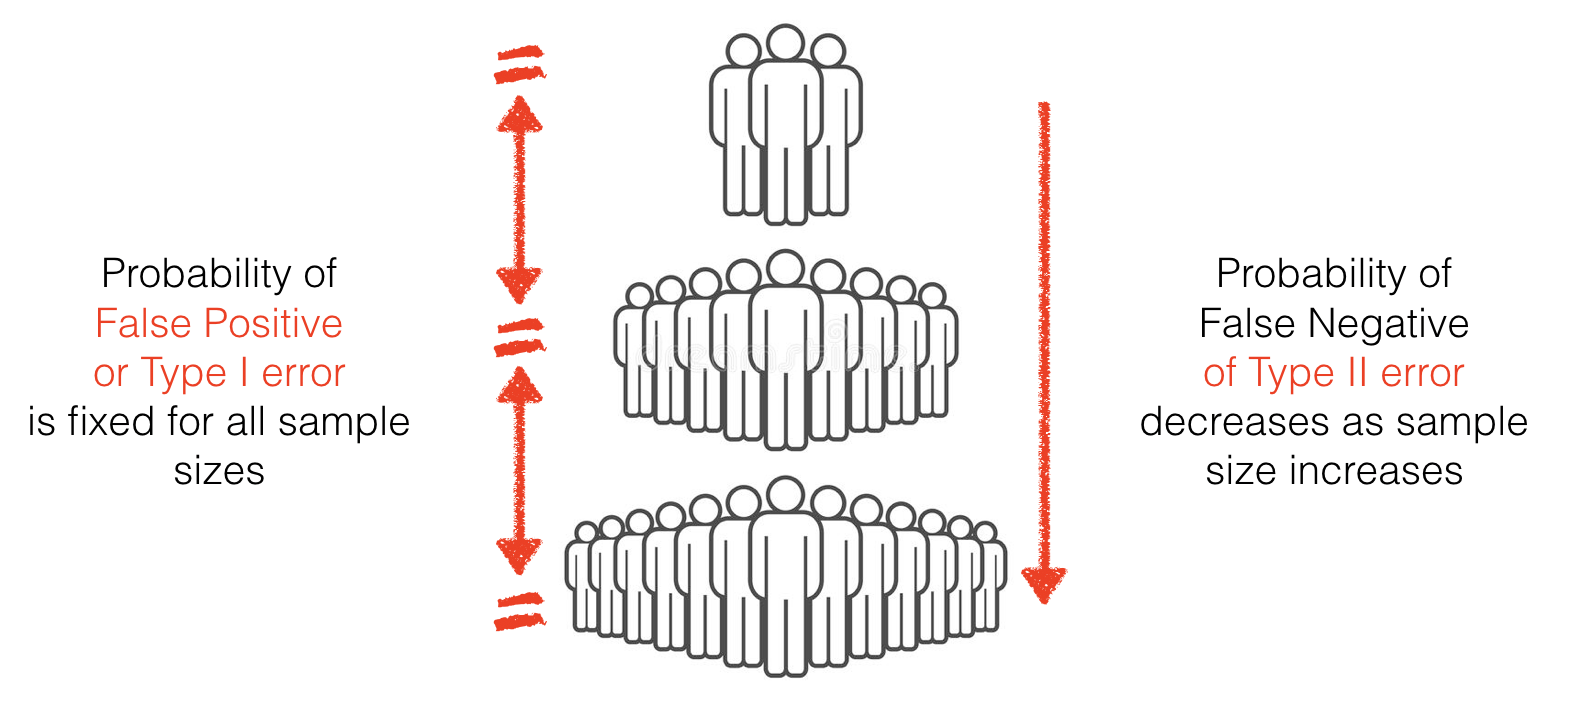 Probability of
False Positive
or Type I error
is fixed for all sample
sizes
Probability of
False Negative
of Type II error
decreases as sample
size increases
dreamstime